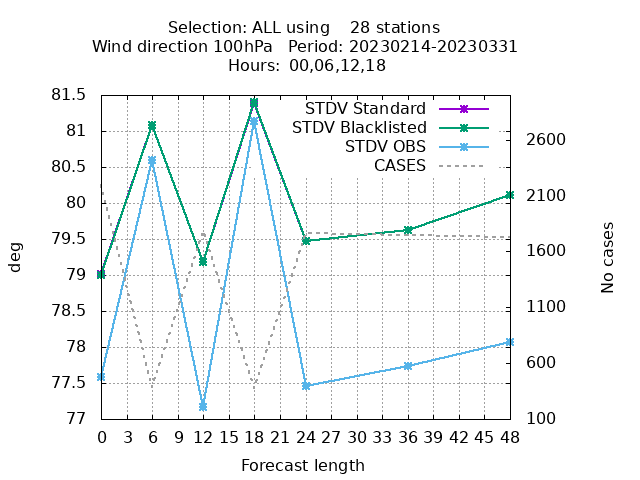 Selection: ALL using 28 stations
Wind direction 100hPa Period: 20230214-20230331
Hours: 00,06,12,18
STDV Standard
STDV Blacklisted
STDV OBS
CASES
81.5
81
80.5
80
79.5
79
78.5
78
77.5
77
deg
2600
2100
1600
1100
600
100
No cases
0 3 6 9 12 15 18 21 24 27 30 33 36 39 42 45 48
Forecast length